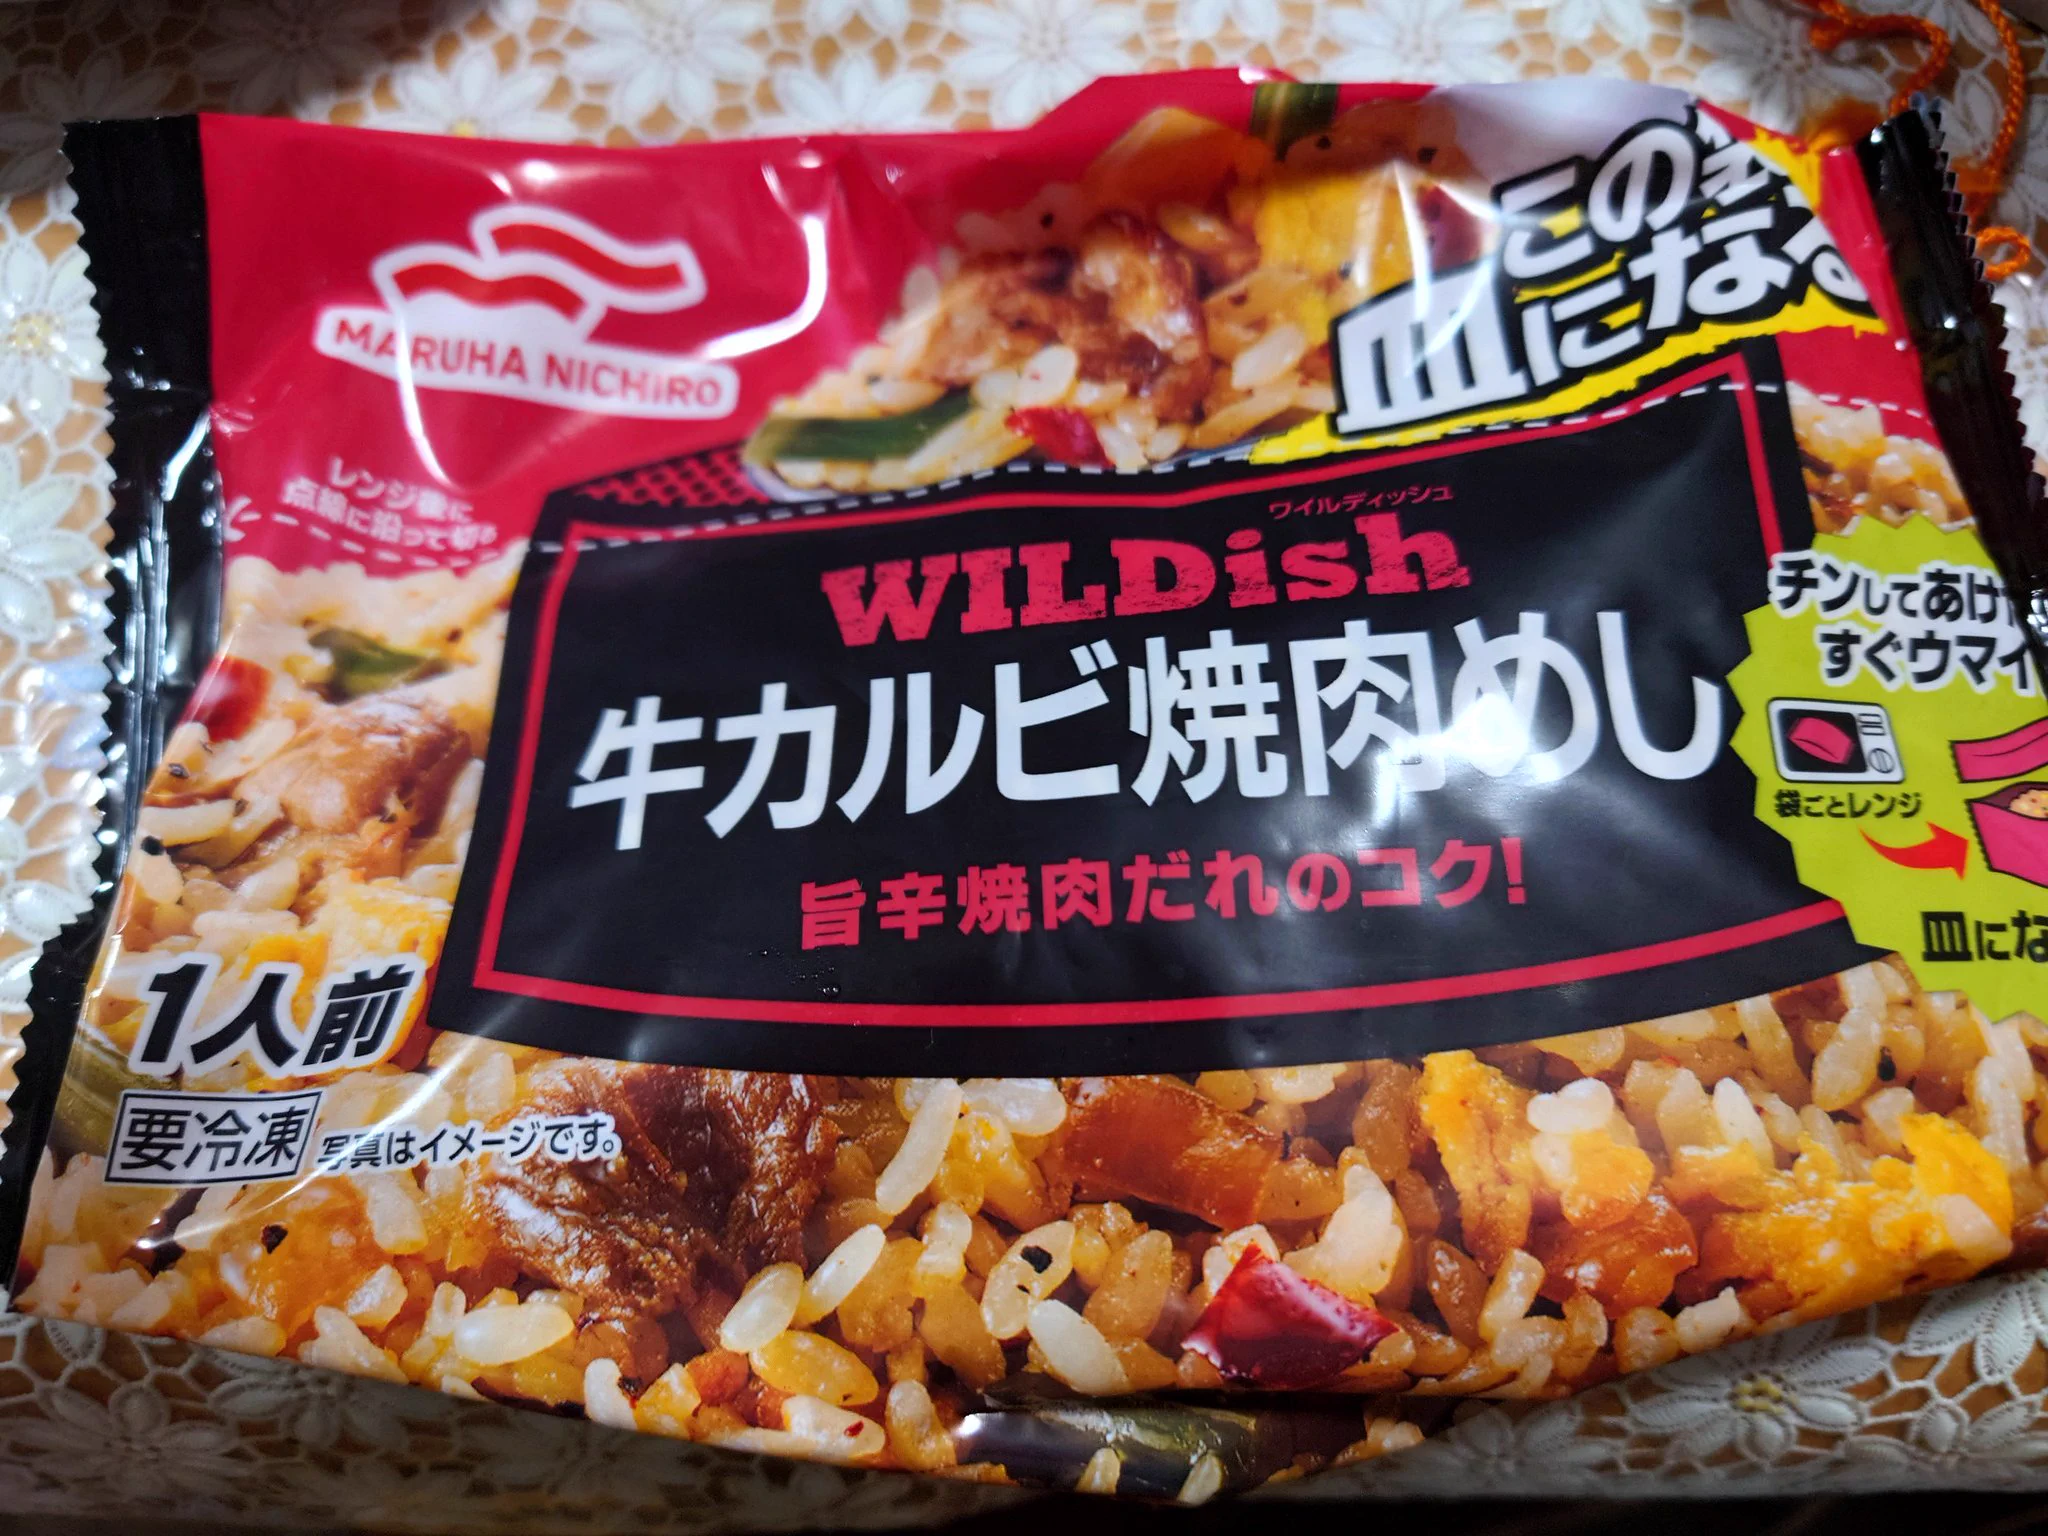 MARUHA NICHIRO
この袋が
皿になる
レンジ後に
点線に沿って切る
ワイルディッシュ
WILDish
牛カルビ焼肉めし
旨辛焼肉だれのコク!
チンしてあけ
すぐウマイ
袋ごとレンジ
皿にな
1人前
要冷凍 写真はイメージです。